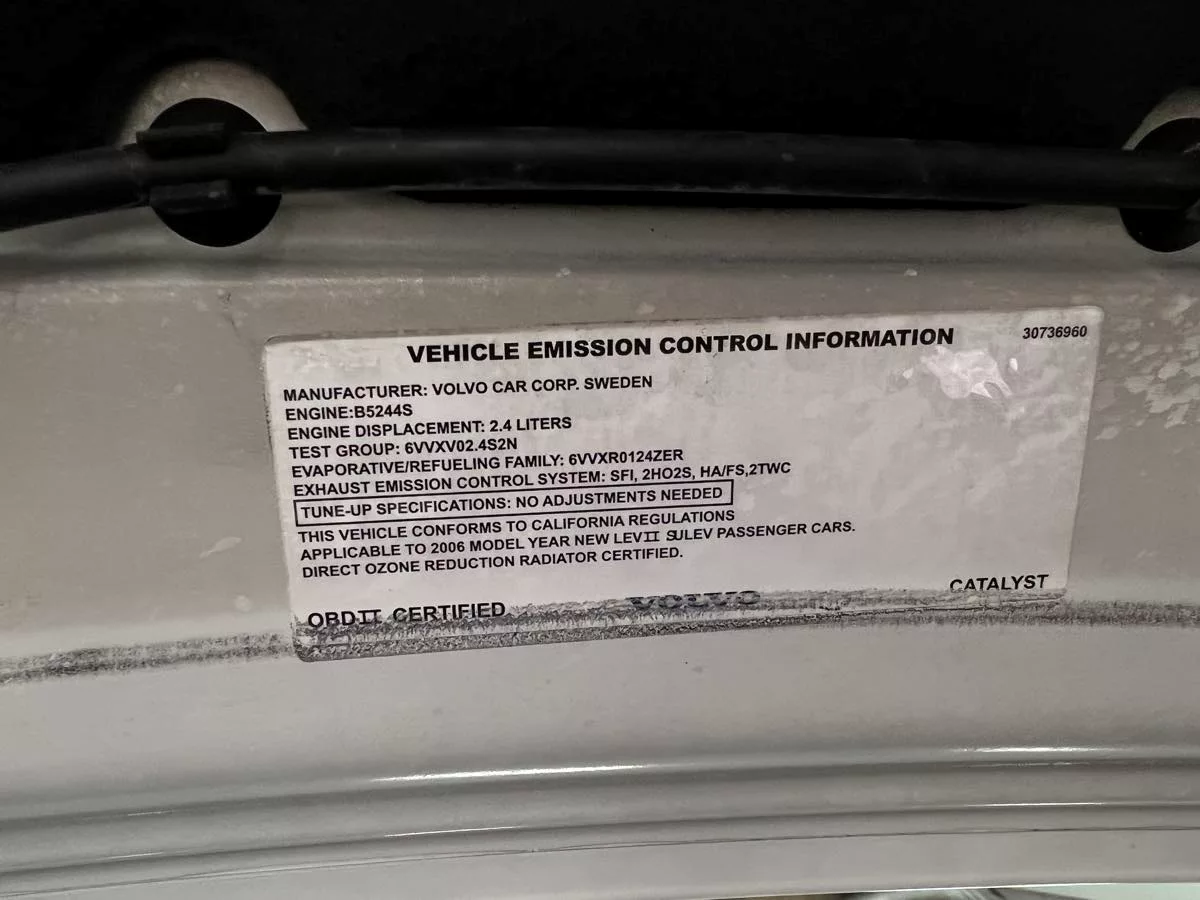 VEHICLE EMISSION CONTROL INFORMATION 30736960
MANUFACTURER: VOLVO CAR CORP. SWEDEN
ENGINE:B5244S
ENGINE DISPLACEMENT: 2.4 LITERS
TEST GROUP: 6VVXV02.4S2N
EVAPORATIVE/REFUELING FAMILY: 6VVXR0124ZER
EXHAUST EMISSION CONTROL SYSTEM: SFI, 2HO2S, HA/FS,2TWC
TUNE-UP SPECIFICATIONS: NO ADJUSTMENTS NEEDED
THIS VEHICLE CONFORMS TO CALIFORNIA REGULATIONS
APPLICABLE TO 2006 MODEL YEAR NEW LEVII SULEV PASSENGER CARS.
DIRECT OZONE REDUCTION RADIATOR CERTIFIED.
OBDII CERTIFIED VOLVO CATALYST